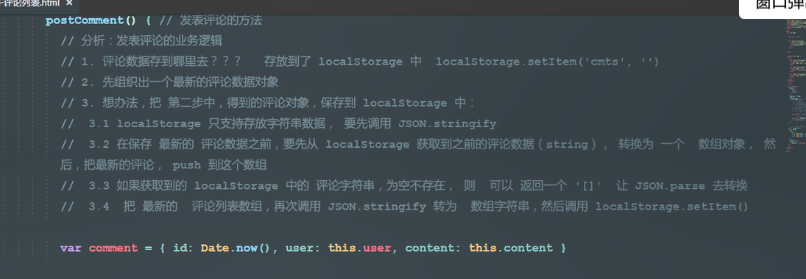 评论列表.html ×
窗口弹
postComment() { // 发表评论的方法
// 分析：发表评论的业务逻辑
// 1. 评论数据存到哪里去？？？ 存放到了 localStorage 中 localStorage.setItem('cmts', '')
// 2. 先组织出一个最新的评论数据对象
// 3. 想办法，把 第二步中，得到的评论对象，保存到 localStorage 中：
// 3.1 localStorage 只支持存放字符串数据， 要先调用 JSON.stringify
// 3.2 在保存 最新的 评论数据之前，要先从 localStorage 获取到之前的评论数据（string）， 转换为 一个 数组对象， 然
后，把最新的评论， push 到这个数组
// 3.3 如果获取到的 localStorage 中的 评论字符串，为空不存在， 则 可以 返回一个 '[]' 让 JSON.parse 去转换
// 3.4 把 最新的 评论列表数组，再次调用 JSON.stringify 转为 数组字符串，然后调用 localStorage.setItem()
var comment = { id: Date.now(), user: this.user, content: this.content }